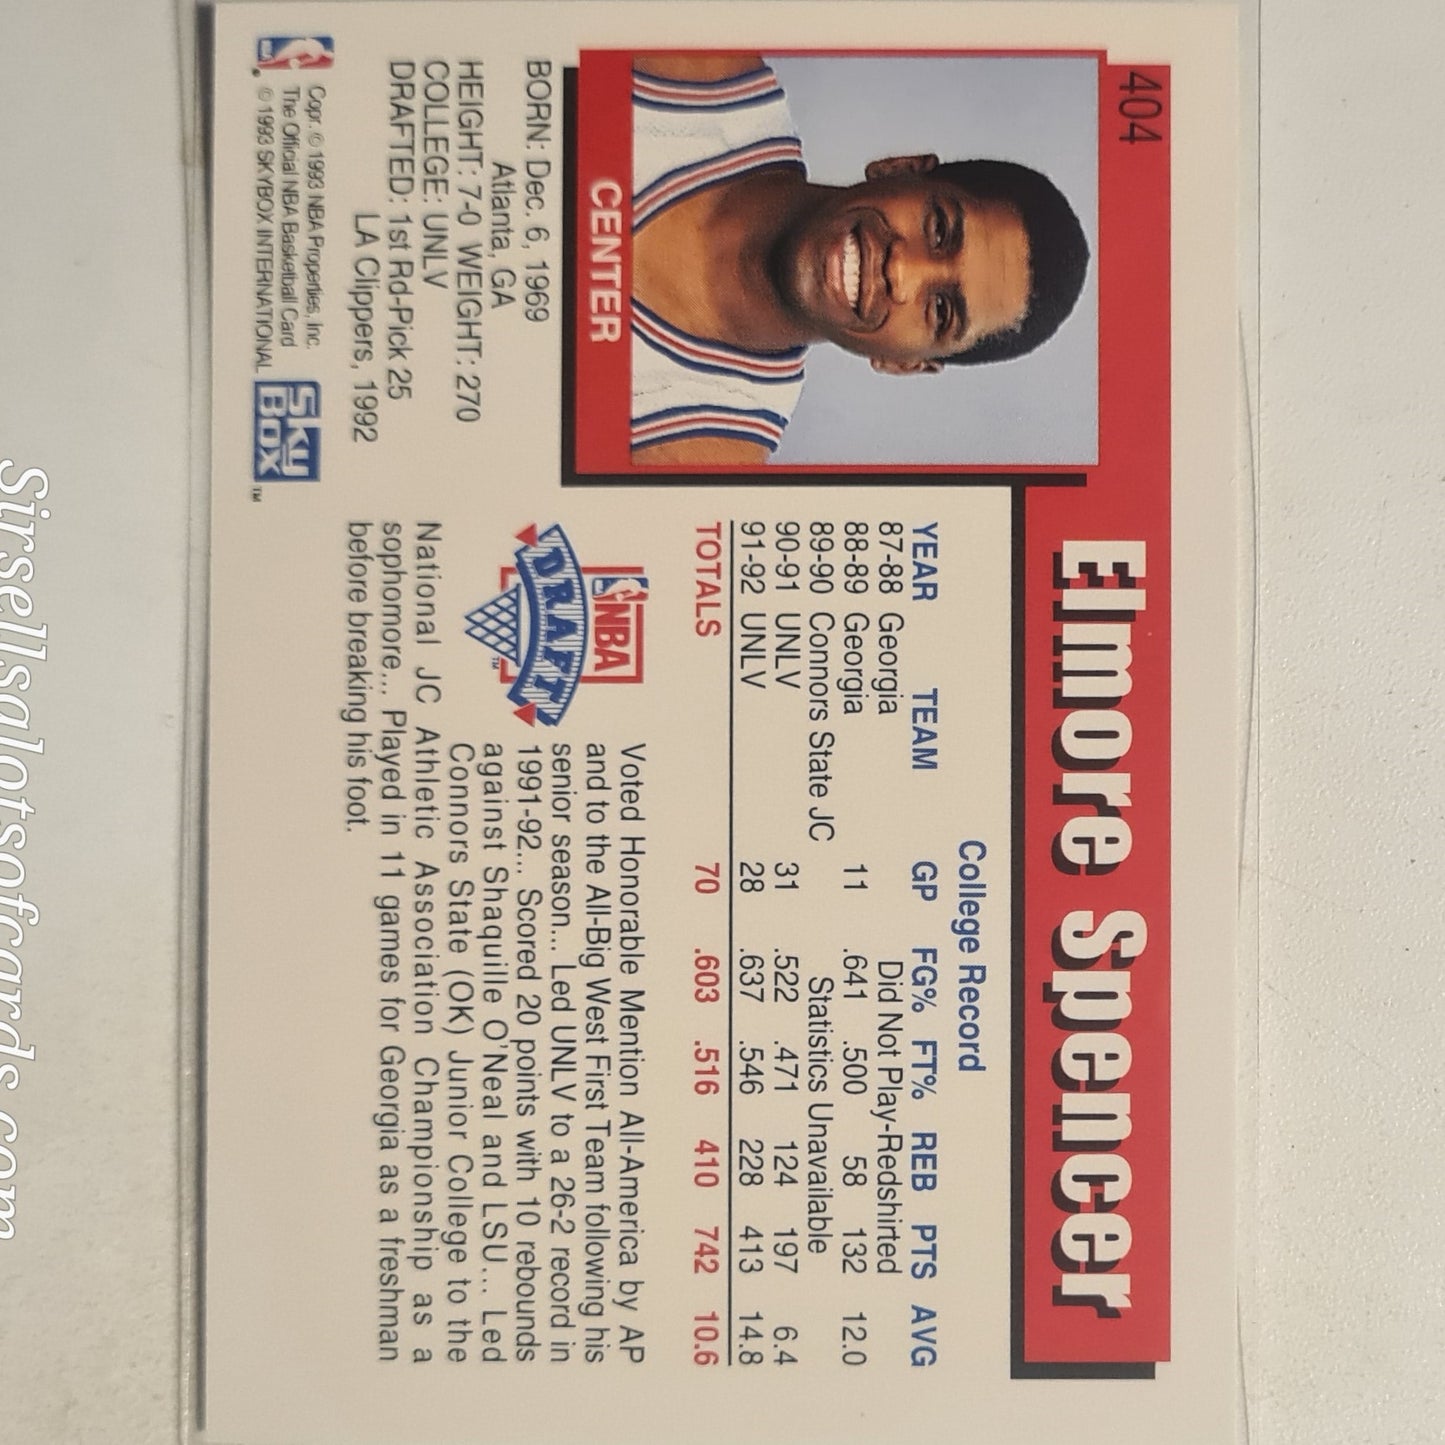 404
Elmore Spencer
CENTER
BORN: Dec. 6, 1969
Atlanta, GA
HEIGHT: 7-0 WEIGHT: 270
COLLEGE: UNLV
DRAFTED: 1st Rd-Pick 25
LA Clippers, 1992
Copr. © 1993 NBA Properties, Inc.
The Official NBA Basketball Card
© 1993 SKYBOX INTERNATIONAL
SkyBox TM
College Record
YEAR TEAM GP FG% FT% REB PTS AVG
87-88 Georgia Did Not Play-Redshirted
88-89 Georgia 11 .641 .500 58 132 12.0
89-90 Connors State JC Statistics Unavailable
90-91 UNLV 31 .522 .471 124 197 6.4
91-92 UNLV 28 .637 .546 228 413 14.8
TOTALS 70 .603 .516 410 742 10.6
NBA
DRAFT
TM
Voted Honorable Mention All-America by AP
and to the All-Big West First Team following his
senior season... Led UNLV to a 26-2 record in
1991-92... Scored 20 points with 10 rebounds
against Shaquille O'Neal and LSU... Led
Connors State (OK) Junior College to the
National JC Athletic Association Championship as a
sophomore... Played in 11 games for Georgia as a freshman
before breaking his foot.
Sirsellsalotsofcards.com